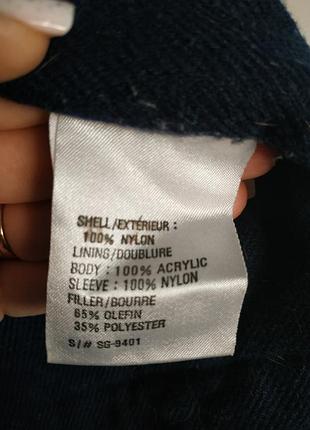 SHELL/EXTÉRIEUR :
100% NYLON
LINING/DOUBLURE
BODY : 100% ACRYLIC
SLEEVE : 100% NYLON
FILLER/BOURRE
65% OLEFIN
35% POLYESTER
S/# SG-9401